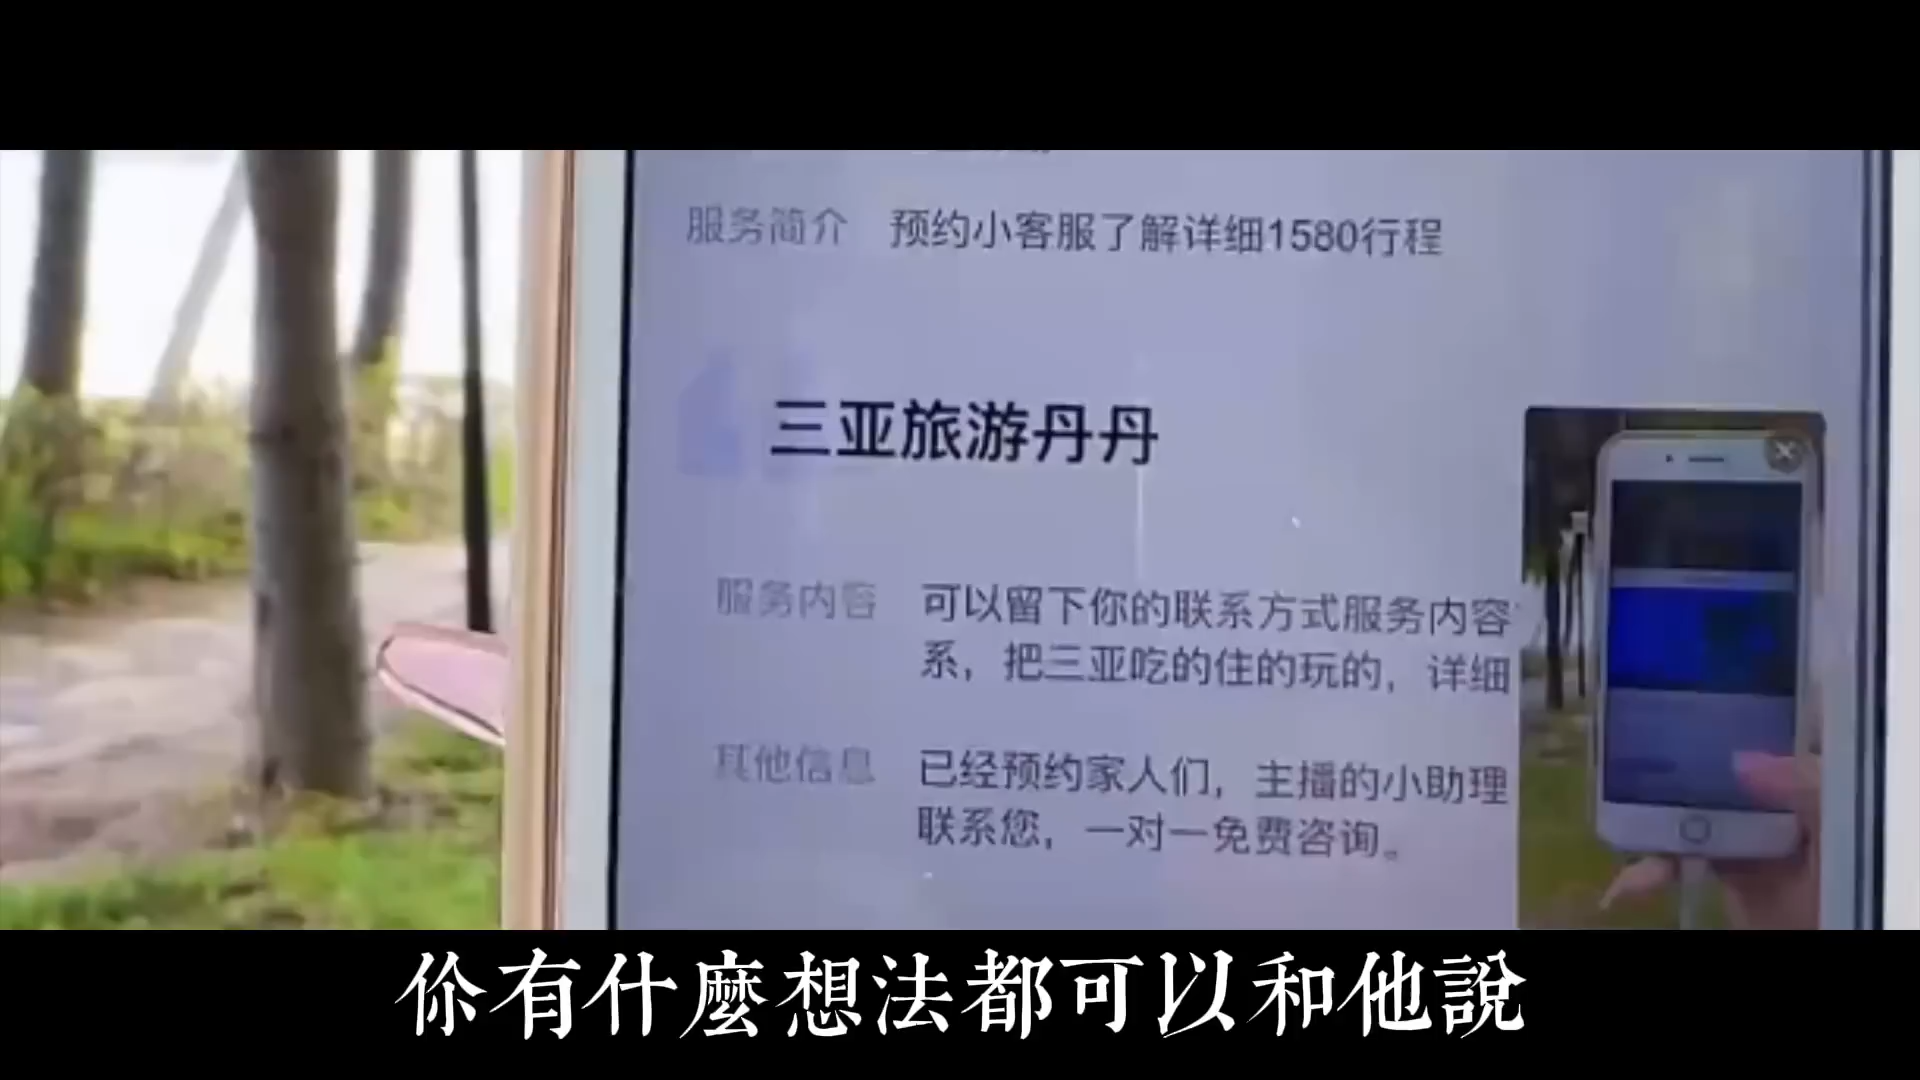 服务简介 预约小客服了解详细1580行程
三亚旅游丹丹
服务内容 可以留下你的联系方式服务内容
系，把三亚吃的住的玩的，详细
其他信息 已经预约家人们，主播的小助理
联系您，一对一免费咨询。
伱有什麼想法都可以和他說